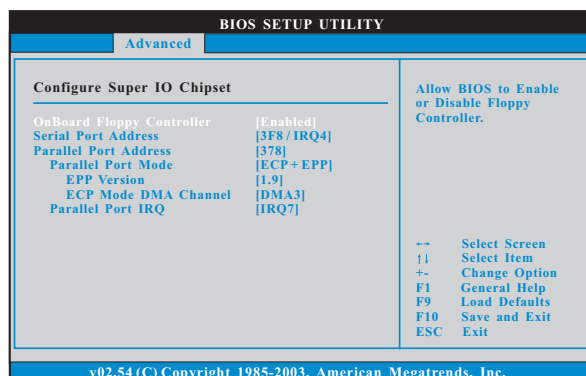 BIOS SETUP UTILITY
Advanced
Configure Super IO Chipset
OnBoard Floppy Controller [Enabled]
Serial Port Address [3F8 / IRQ4]
Parallel Port Address [378]
Parallel Port Mode [ECP + EPP]
EPP Version [1.9]
ECP Mode DMA Channel [DMA3]
Parallel Port IRQ [IRQ7]
Allow BIOS to Enable
or Disable Floppy
Controller.
←→ Select Screen
↑↓ Select Item
+- Change Option
F1 General Help
F9 Load Defaults
F10 Save and Exit
ESC Exit
v02.54 (C) Copyright 1985-2003, American Megatrends, Inc.